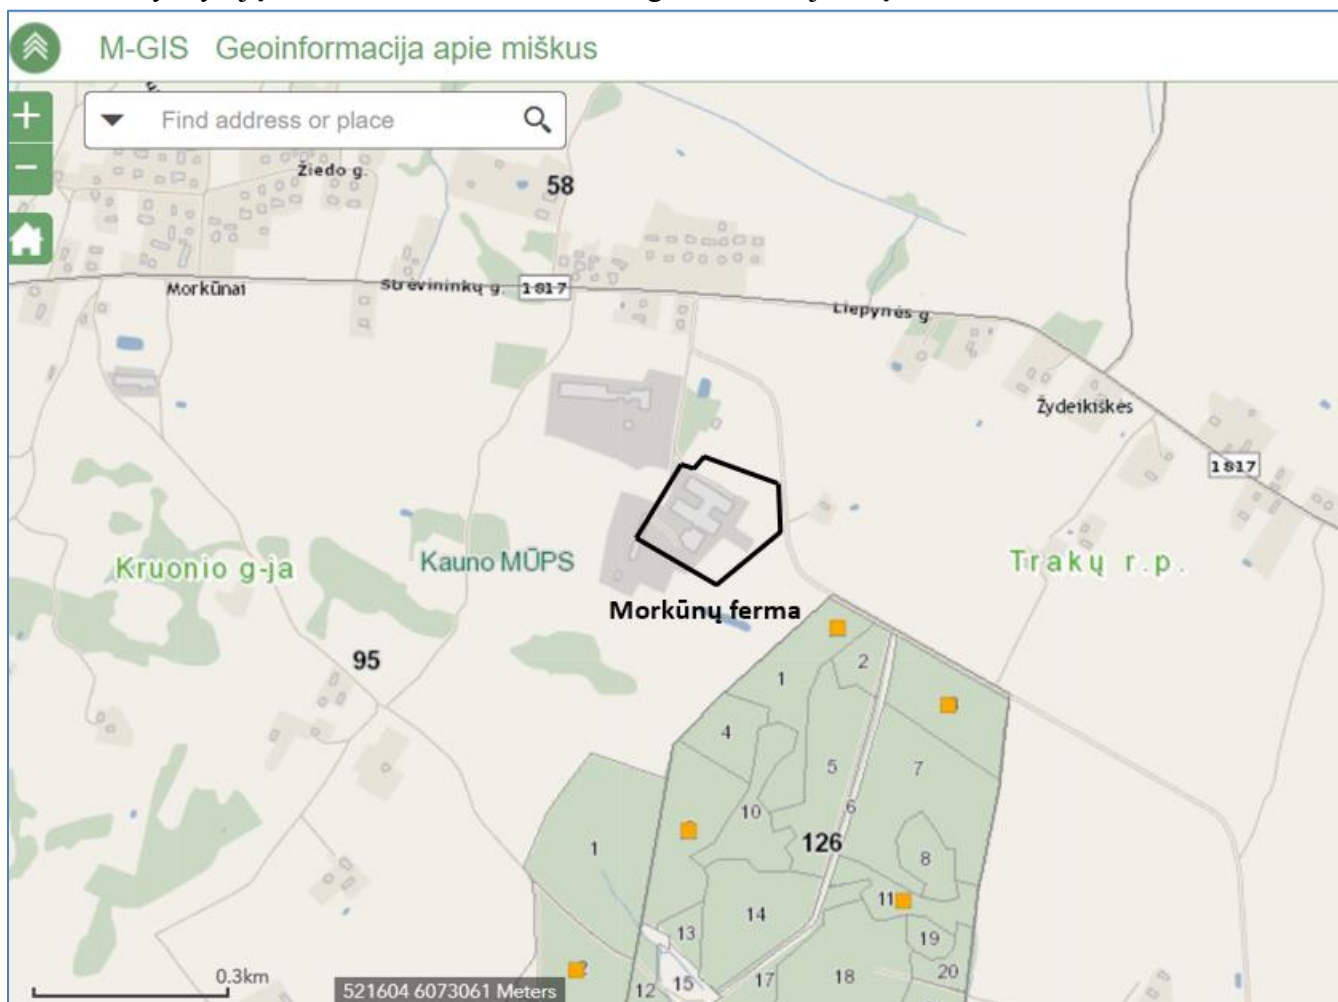 M-GIS Geoinformacija apie miškus
+
Find address or place
−
Žiedo g.
58
Morkūnai
Strėvininkų g.
1817
Liepynės g.
Žydeikiškės
1817
Kruonio g-ja
Kauno MŪPS
Trakų r.p.
Morkūnų ferma
95
1
2
4
5
7
10
6
126
1
8
11
14
13
19
12
15
17
18
20
0.3km
521604 6073061 Meters